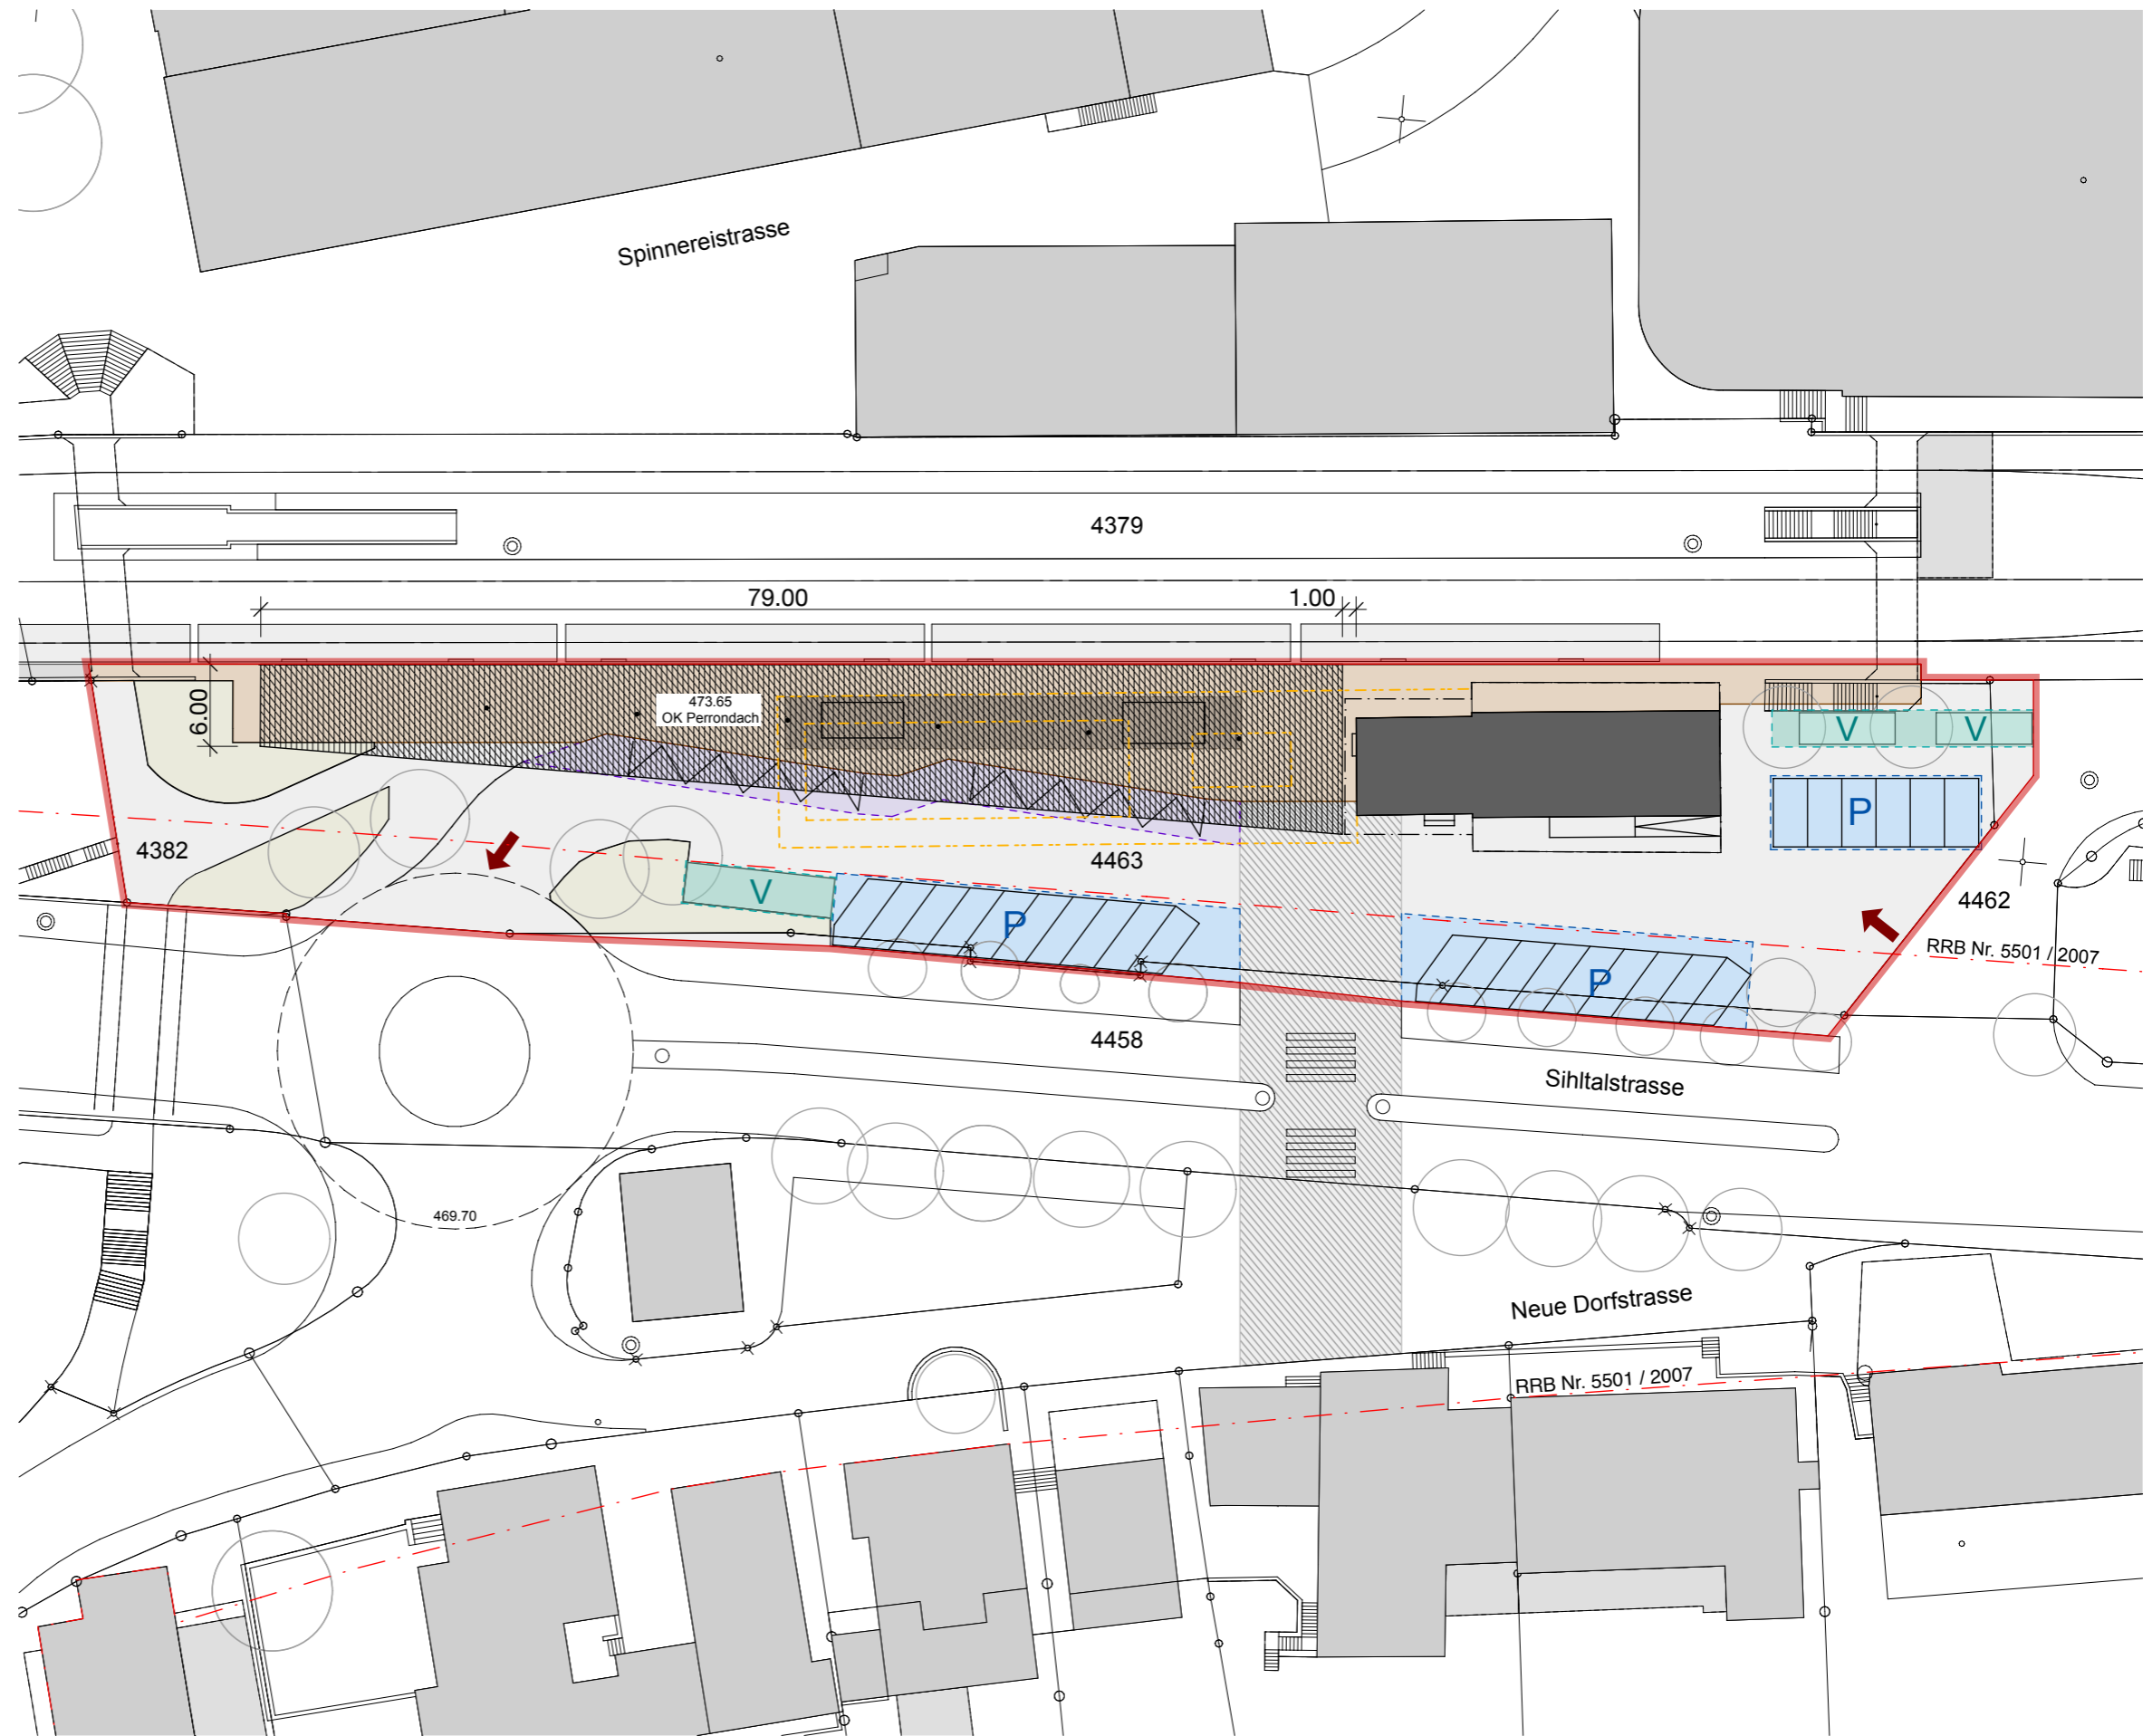 Spinnereistrasse
4379
79.00
1.00
6.00
473.65
OK Perrondach
V
V
P
4382
4463
V
P
4462
P
RRB Nr. 5501 / 2007
4458
Sihltalstrasse
469.70
Neue Dorfstrasse
RRB Nr. 5501 / 2007